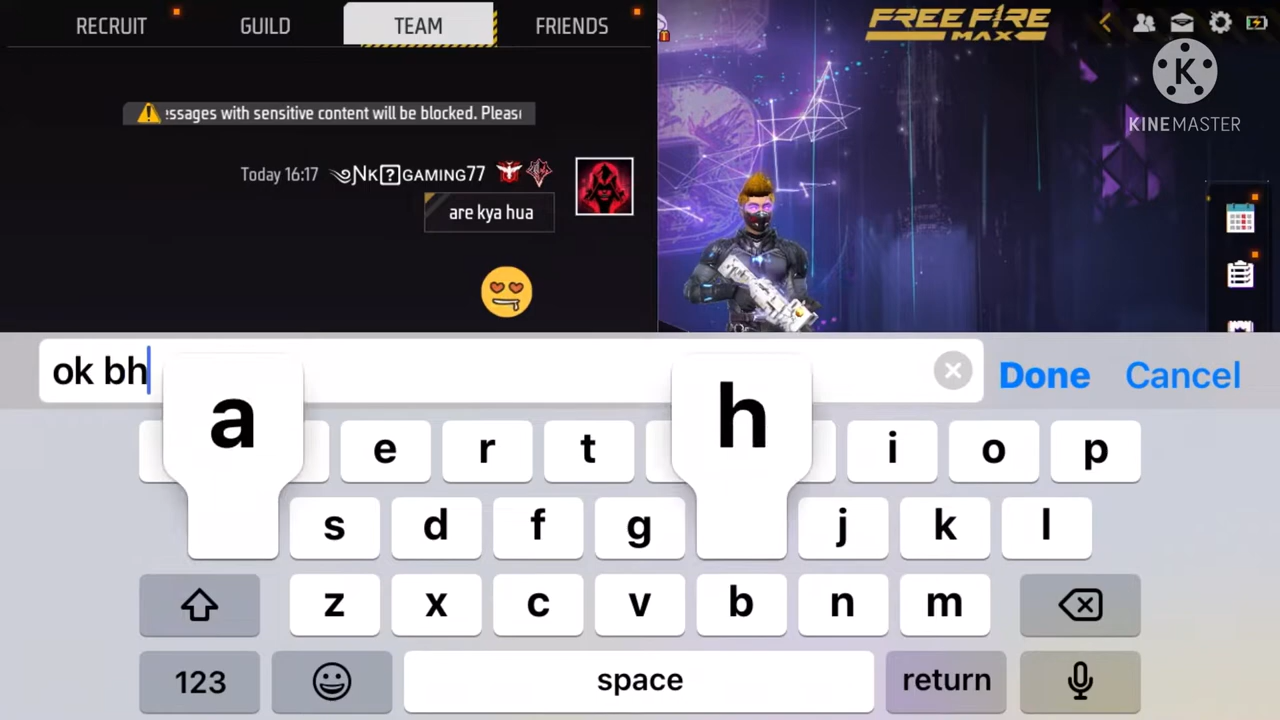 RECRUIT
GUILD
TEAM
FRIENDS
FREE FIRE
MAX
KINEMASTER
K
essages with sensitive content will be blocked. Pleas
Today 16:17 ༄Nk?GAMING77
are kya hua
ok bh
Done
Cancel
a
h
e r t i o p
s d f g j k l
z x c v b n m
123
space
return